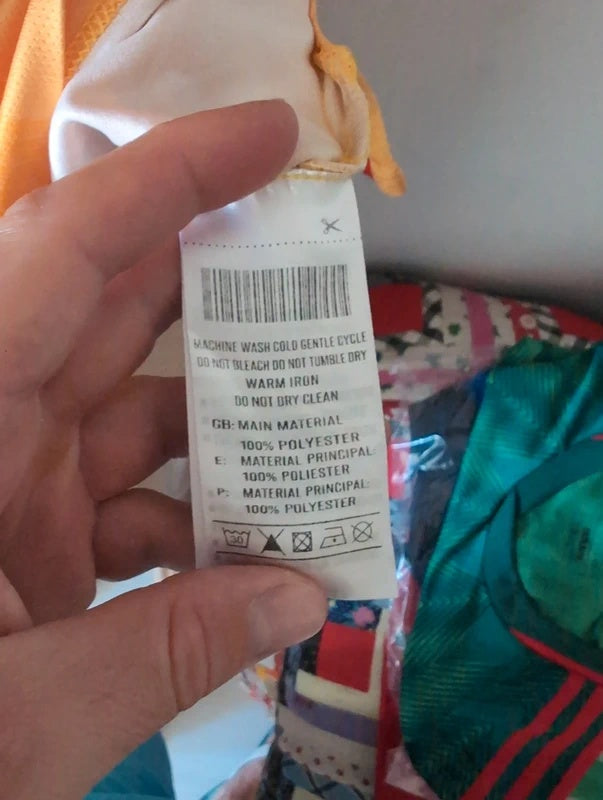 MACHINE WASH COLD GENTLE CYCLE
DO NOT BLEACH DO NOT TUMBLE DRY
WARM IRON
DO NOT DRY CLEAN
GB: MAIN MATERIAL
100% POLYESTER
E: MATERIAL PRINCIPAL:
100% POLIESTER
P: MATERIAL PRINCIPAL:
100% POLYESTER
30